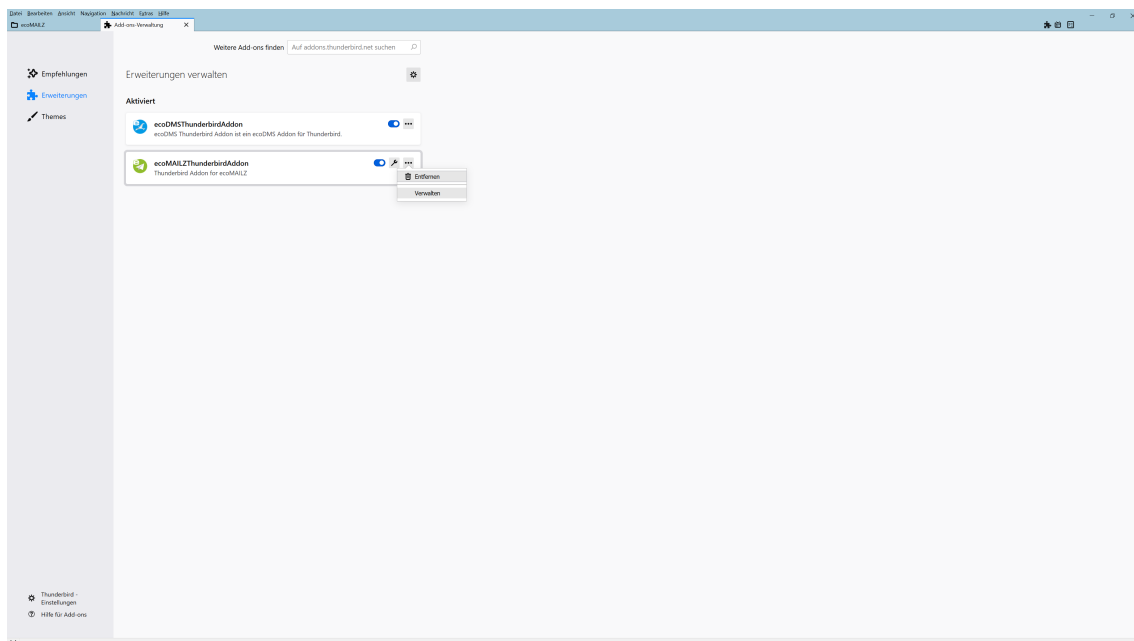 Datei Bearbeiten Ansicht Navigation Nachricht Extras Hilfe
ecoMAILZ
Add-ons-Verwaltung
Weitere Add-ons finden
Auf addons.thunderbird.net suchen
Empfehlungen
Erweiterungen
Themes
Erweiterungen verwalten
Aktiviert
ecoDMSThunderbirdAddon
ecoDMS Thunderbird Addon ist ein ecoDMS Addon für Thunderbird.
ecoMAILZThunderbirdAddon
Thunderbird Addon for ecoMAILZ
Entfernen
Verwalten
Thunderbird -
Einstellungen
Hilfe für Add-ons